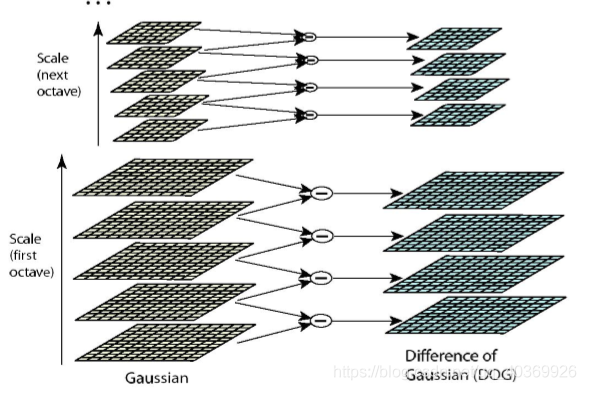 ...
Scale
(next
octave)
Scale
(first
octave)
Gaussian
Difference of
Gaussian (DOG)